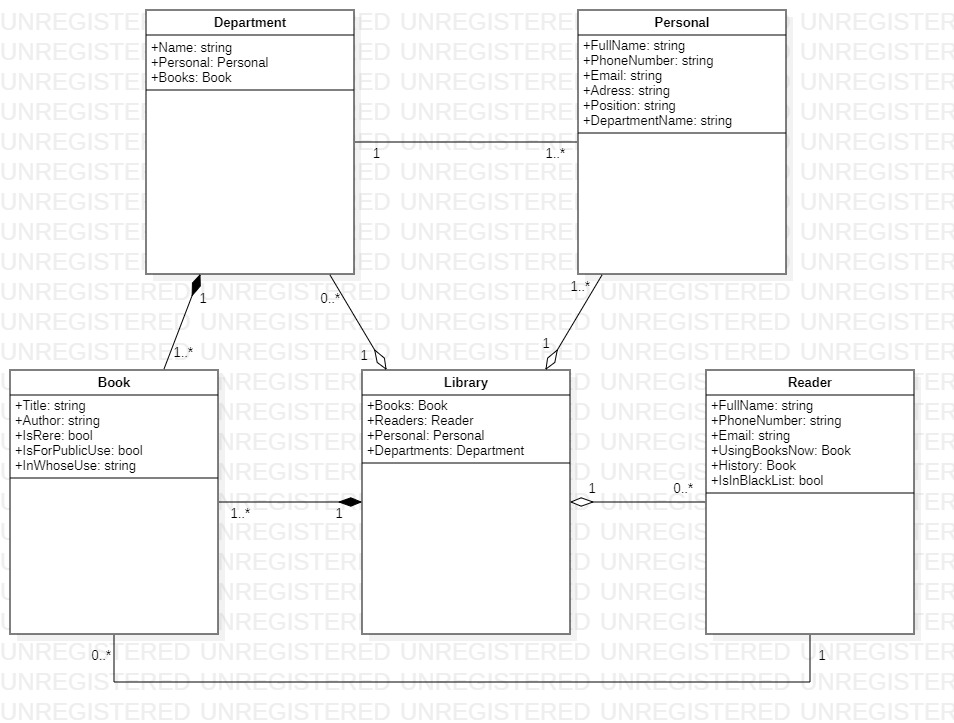 Department
+Name: string
+Personal: Personal
+Books: Book
Personal
+FullName: string
+PhoneNumber: string
+Email: string
+Adress: string
+Position: string
+DepartmentName: string
1
1..*
1
1..*
0..*
1
1..*
1
Book
+Title: string
+Author: string
+IsRere: bool
+IsForPublicUse: bool
+InWhoseUse: string
Library
+Books: Book
+Readers: Reader
+Personal: Personal
+Departments: Department
Reader
+FullName: string
+PhoneNumber: string
+Email: string
+UsingBooksNow: Book
+History: Book
+IsInBlackList: bool
1..*
1
1
0..*
0..*
1
UNREGISTERED